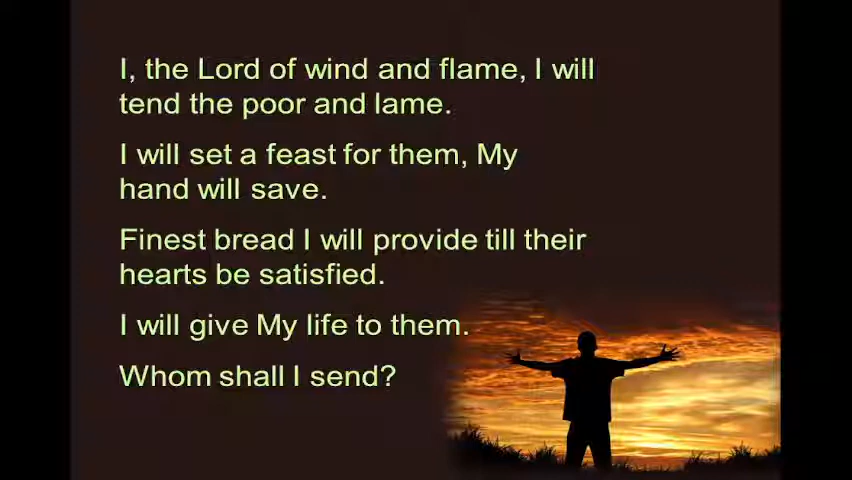 I, the Lord of wind and flame, I will
tend the poor and lame.
I will set a feast for them, My
hand will save.
Finest bread I will provide till their
hearts be satisfied.
I will give My life to them.
Whom shall I send?